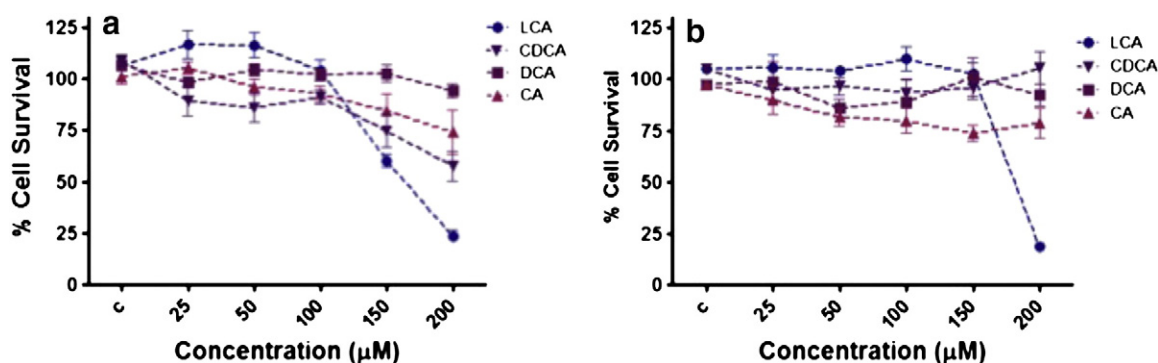 a
125
100
75
50
25
0
% Cell Survival
c
25
50
100
150
200
Concentration (μM)
LCA
CDCA
DCA
CA
b
125
100
75
50
25
0
% Cell Survival
c
25
50
100
150
200
Concentration (μM)
LCA
CDCA
DCA
CA